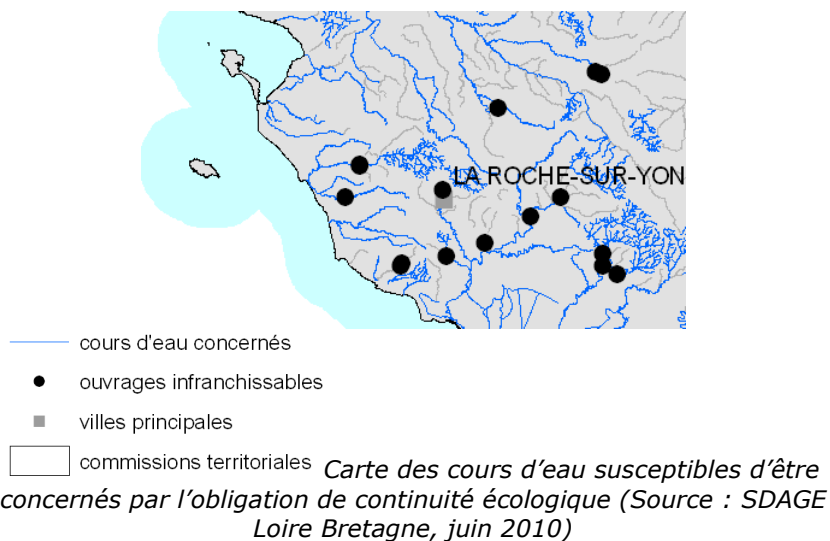 LA ROCHE-SUR-YON
cours d'eau concernés
ouvrages infranchissables
villes principales
commissions territoriales Carte des cours d'eau susceptibles d'être
concernés par l'obligation de continuité écologique (Source : SDAGE
Loire Bretagne, juin 2010)